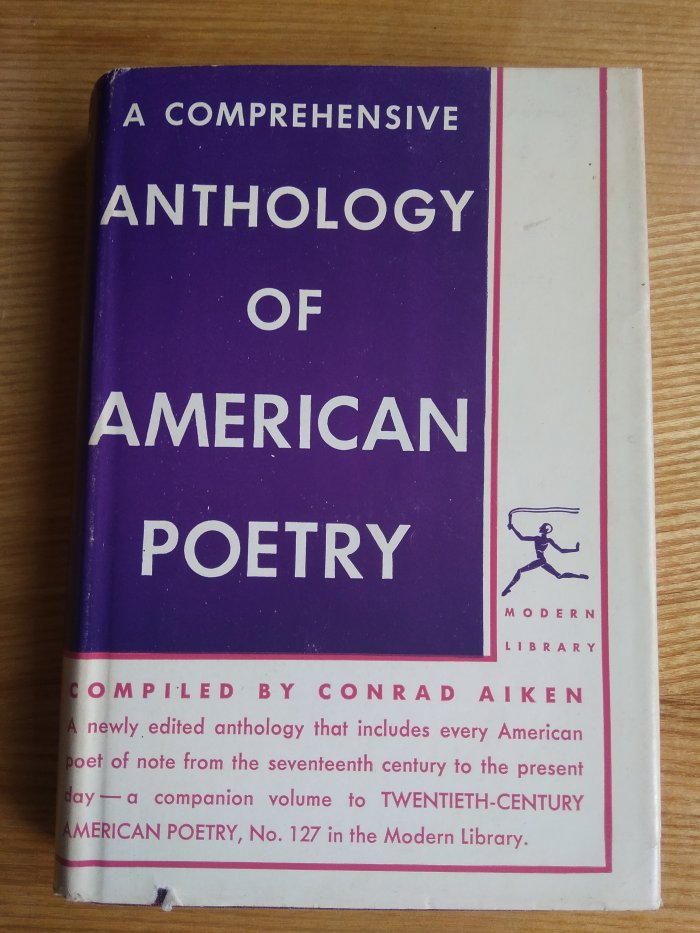 A COMPREHENSIVE
ANTHOLOGY
OF
AMERICAN
POETRY
MODERN
LIBRARY
COMPILED BY CONRAD AIKEN
A newly edited anthology that includes every American
poet of note from the seventeenth century to the present
day — a companion volume to TWENTIETH-CENTURY
AMERICAN POETRY, No. 127 in the Modern Library.